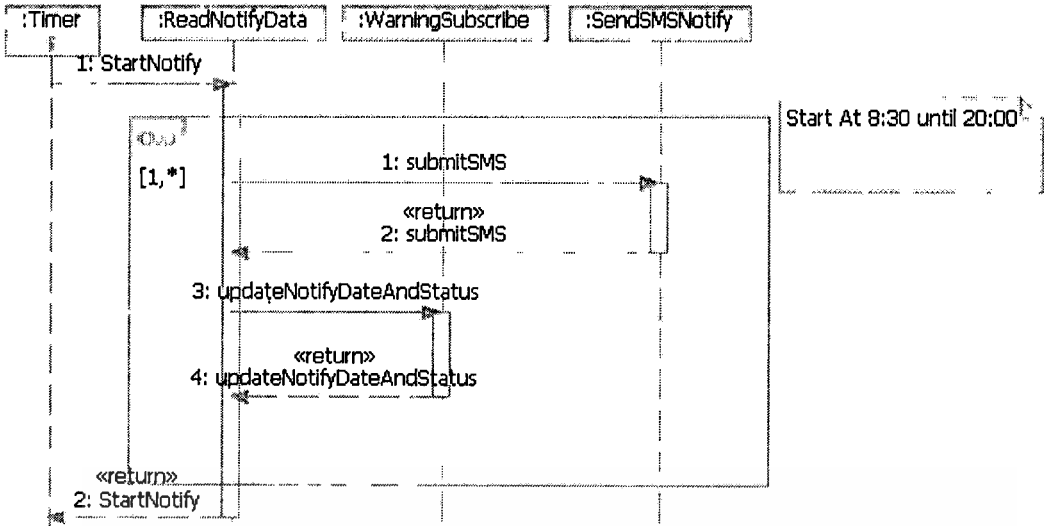 :Timer
:ReadNotifyData
:WarningSubscribe
:SendSMSNotify
1: StartNotify
Start At 8:30 until 20:00
[1,*]
1: submitSMS
«return»
2: submitSMS
3: updateNotifyDateAndStatus
«return»
4: updateNotifyDateAndStatus
«return»
2: StartNotify